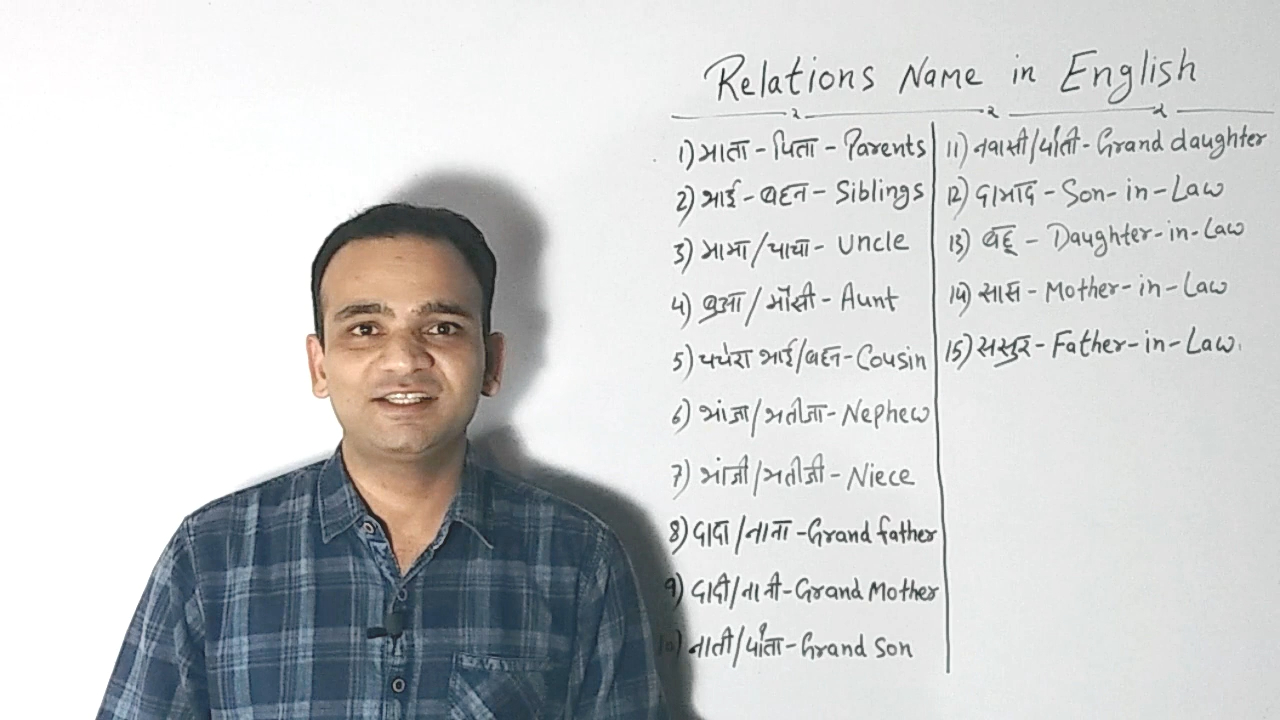 Relations Name in English
1) माता - पिता - Parents
2) भाई - बहन - Siblings
3) मामा / चाचा - Uncle
4) बुआ / मौसी - Aunt
5) चचेरा भाई/बहन - Cousin
6) भांजा/भतीजा - Nephew
7) भांजी/भतीजी - Niece
8) दादा/नाना - Grand father
9) दादी/नानी - Grand Mother
10) नाती/पौता - Grand Son
11) नवासी/पौती - Grand daughter
12) दामाद - Son-in-Law
13) बहू - Daughter-in-Law
14) सास - Mother-in-Law
15) ससुर - Father-in-Law.